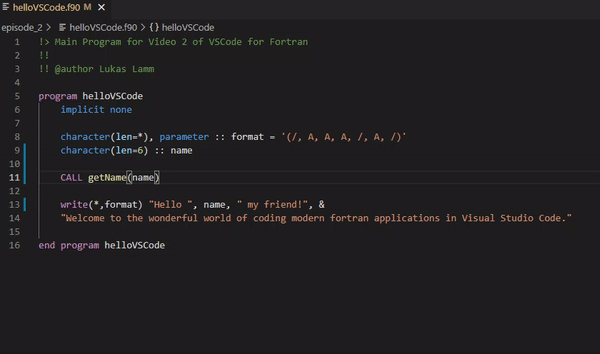 helloVSCode.f90 M X
episode_2 > helloVSCode.f90 > {} helloVSCode
1 !> Main Program for Video 2 of VSCode for Fortran
2 !!
3 !! @author Lukas Lamm
4
5 program helloVSCode
6 implicit none
7
8 character(len=*), parameter :: format = '(/, A, A, A, /, A, /)'
9 character(len=6) :: name
10
11 CALL getName(name)
12
13 write(*,format) "Hello ", name, " my friend!", &
14 "Welcome to the wonderful world of coding modern fortran applications in Visual Studio Code."
15
16 end program helloVSCode